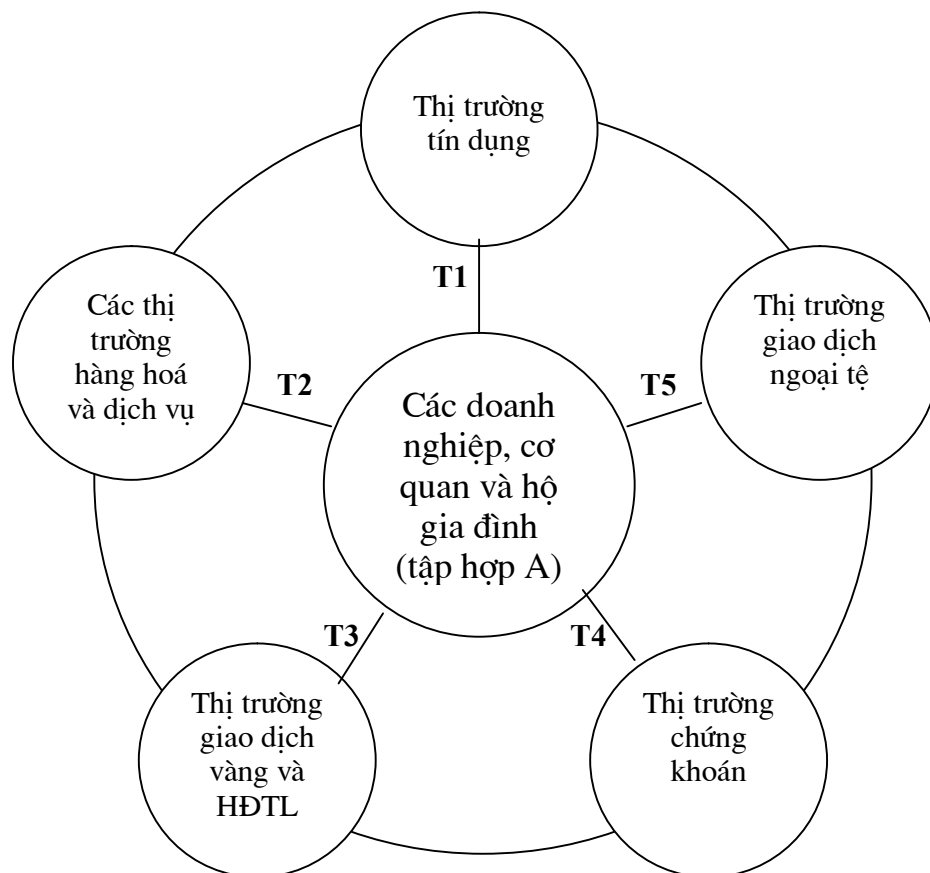 Thị trường
tín dụng
T1
Các thị
trường
hàng hoá
và dịch vụ
T2
Thị trường
giao dịch
ngoại tệ
T5
Các doanh
nghiệp, cơ
quan và hộ
gia đình
(tập hợp A)
T3
T4
Thị trường
giao dịch
vàng và
HĐTL
Thị trường
chứng
khoán